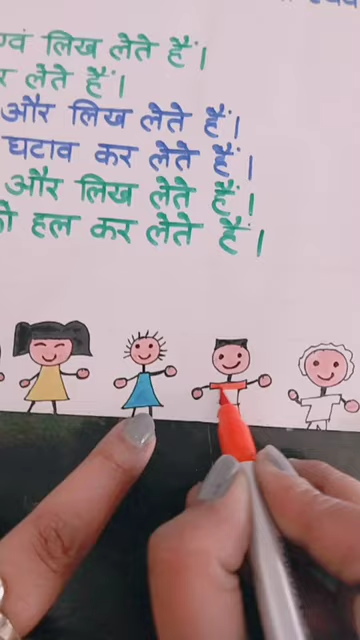 एवं लिख लेते हैं।
लेते हैं।
और लिख लेते हैं।
घटाव कर लेते हैं।
और लिख लेते हैं।
हल कर लेते हैं।